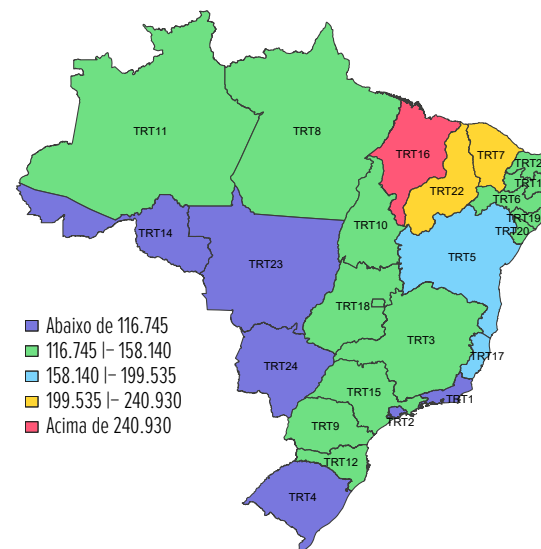 TRT11
TRT8
TRT16
TRT7
TRT2
TRT1
TRT22
TRT6
TRT19
TRT10
TRT20
TRT14
TRT5
TRT23
TRT18
TRT3
TRT17
TRT24
TRT15
TRT1
TRT2
TRT9
TRT12
TRT4
Abaixo de 116.745
116.745 |– 158.140
158.140 |– 199.535
199.535 |– 240.930
Acima de 240.930